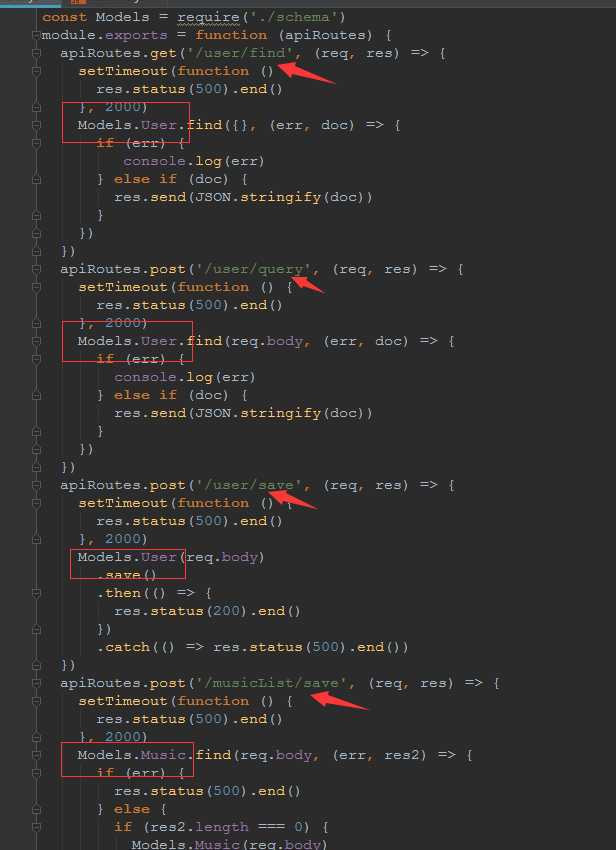 const Models = require('./schema')
module.exports = function (apiRoutes) {
apiRoutes.get('/user/find', (req, res) => {
setTimeout(function ()
res.status(500).end()
}, 2000)
Models.User.find({}, (err, doc) => {
if (err) {
console.log(err)
} else if (doc) {
res.send(JSON.stringify(doc))
}
})
})
apiRoutes.post('/user/query', (req, res) => {
setTimeout(function () {
res.status(500).end()
}, 2000)
Models.User.find(req.body, (err, doc) => {
if (err) {
console.log(err)
} else if (doc) {
res.send(JSON.stringify(doc))
}
})
})
apiRoutes.post('/user/save', (req, res) => {
setTimeout(function () {
res.status(500).end()
}, 2000)
Models.User(req.body)
.save()
.then(() => {
res.status(200).end()
})
.catch(() => res.status(500).end())
})
apiRoutes.post('/musicList/save', (req, res) => {
setTimeout(function () {
res.status(500).end()
}, 2000)
Models.Music.find(req.body, (err, res2) => {
if (err) {
res.status(500).end()
} else {
if (res2.length === 0) {
Models.Music(req.body)